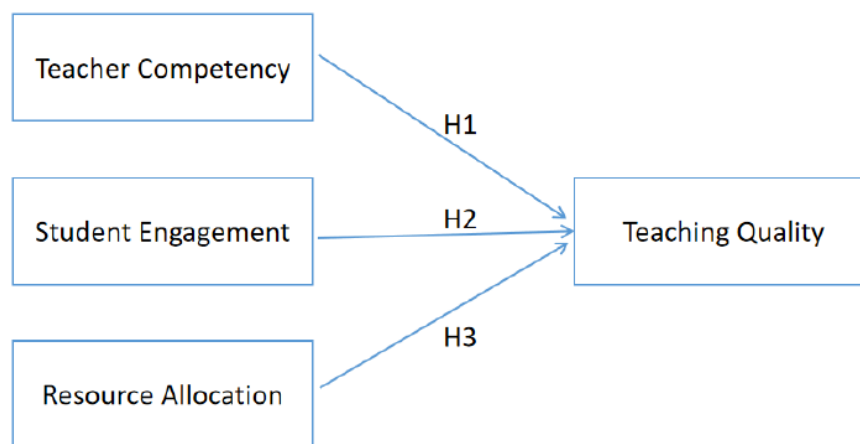 Teacher Competency
H1
Student Engagement
H2
Teaching Quality
H3
Resource Allocation